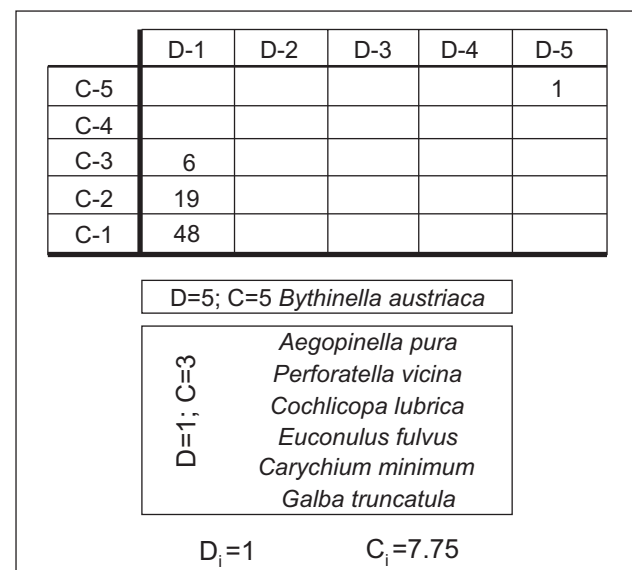 D-1 D-2 D-3 D-4 D-5
C-5 1
C-4
C-3 6
C-2 19
C-1 48
D=5; C=5 Bythinella austriaca
D=1; C=3
Aegopinella pura
Perforatella vicina
Cochlicopa lubrica
Euconulus fulvus
Carychium minimum
Galba truncatula
Di=1 Ci=7.75